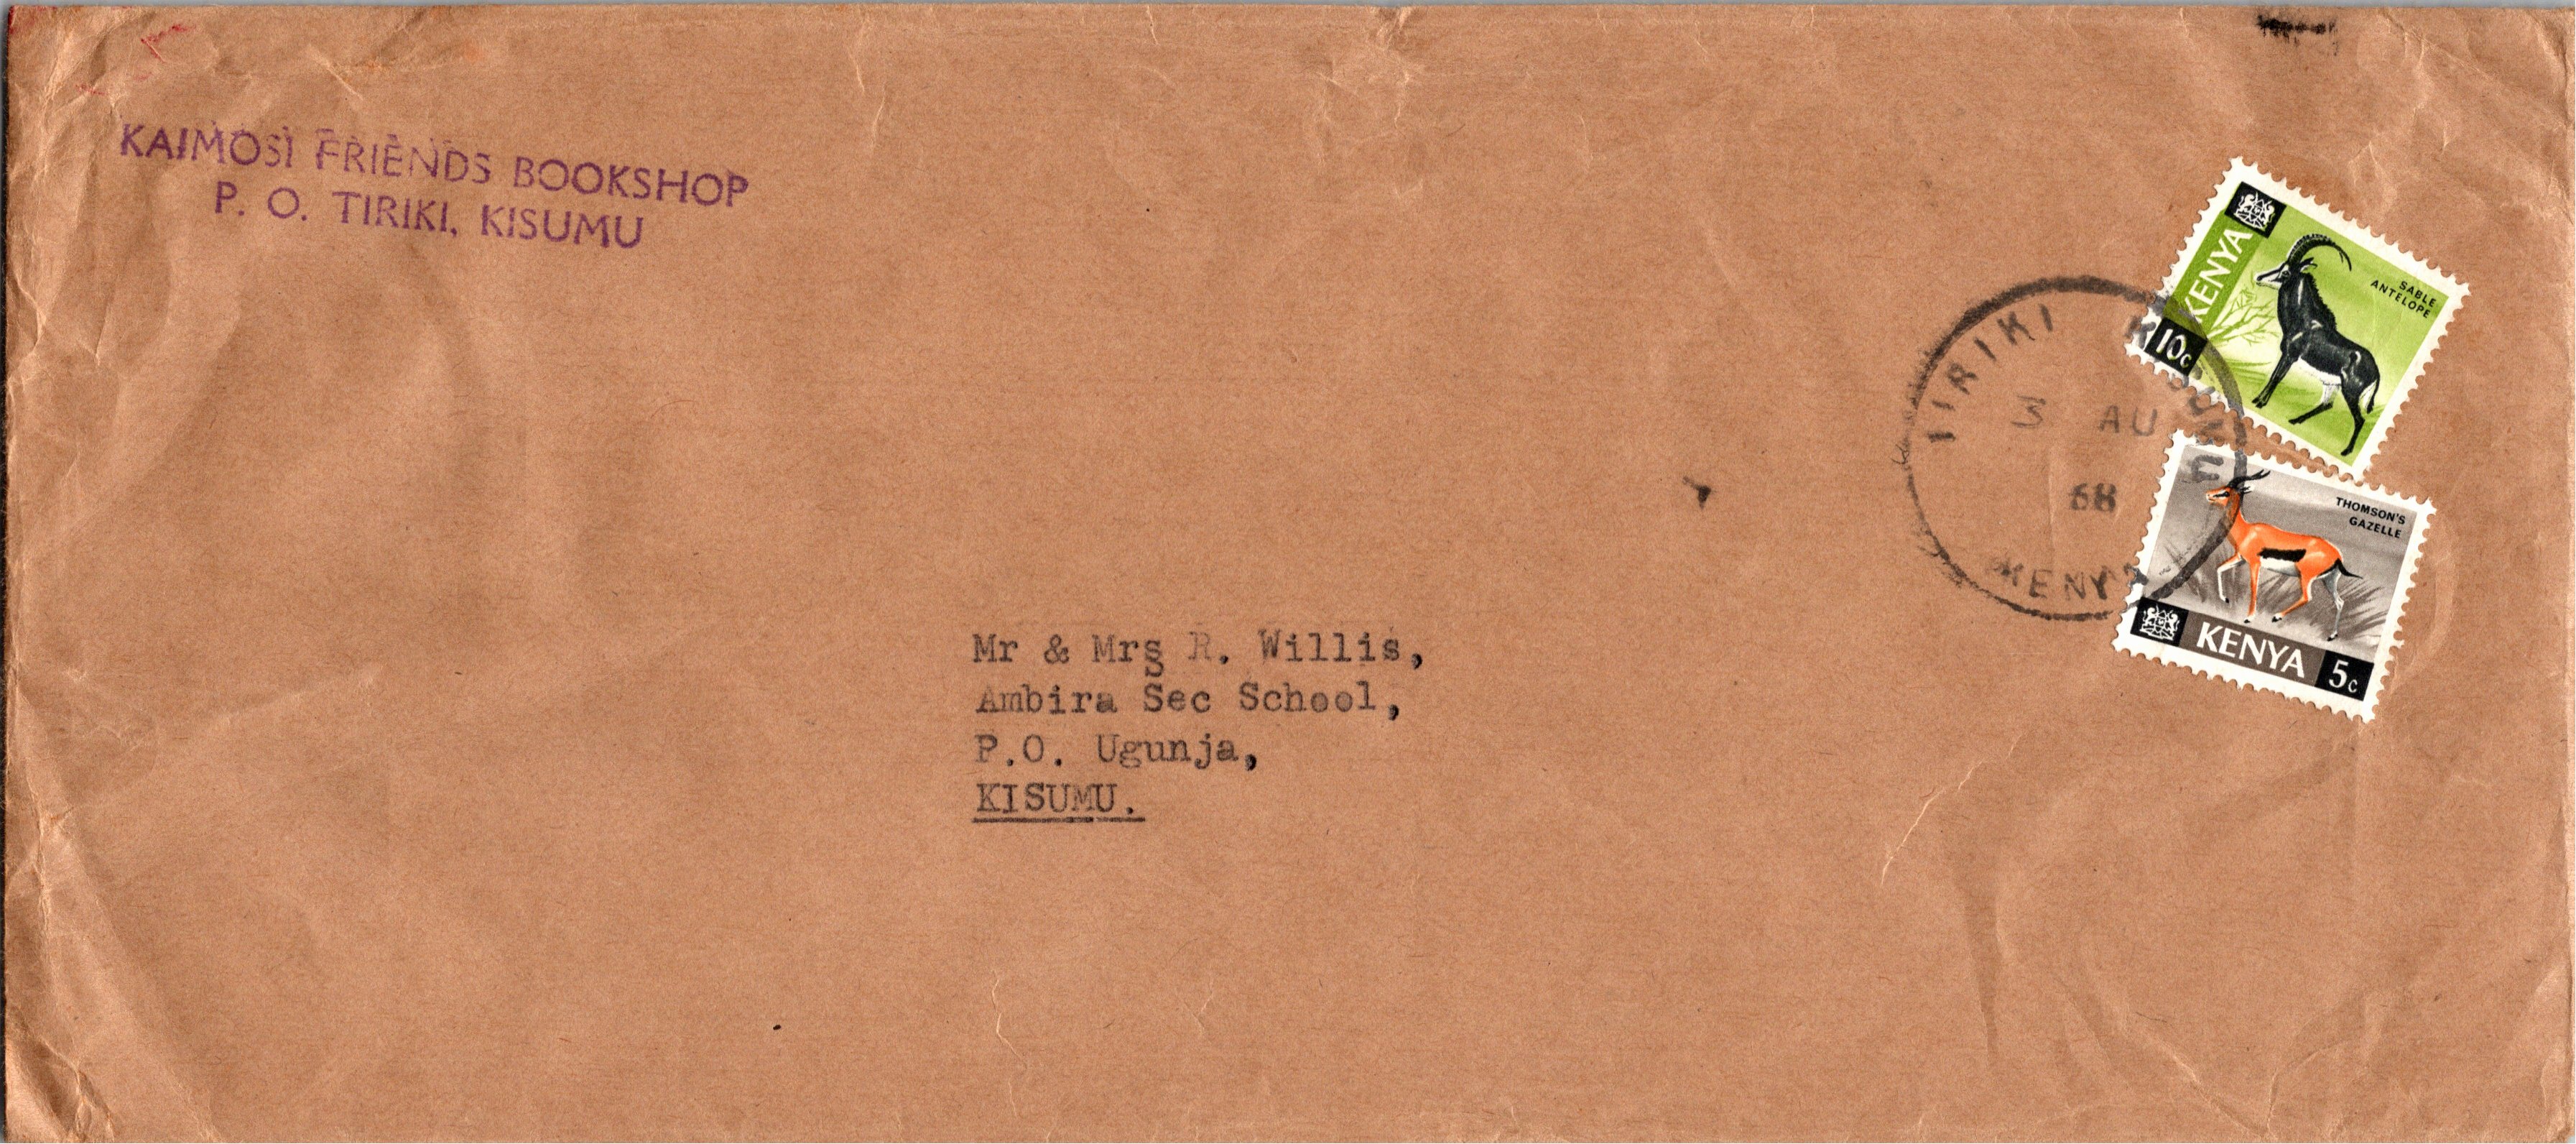 KAIMOSI FRIENDS BOOKSHOP
P. O. TIRIKI, KISUMU
KENYA
SABLE
ANTELOPE
10c
TIRIKI KISUMU
3 AU
68
KENYA
THOMSON'S
GAZELLE
KENYA 5c
Mr & Mrs R. Willis,
Ambira Sec School,
P.O. Ugunja,
KISUMU.